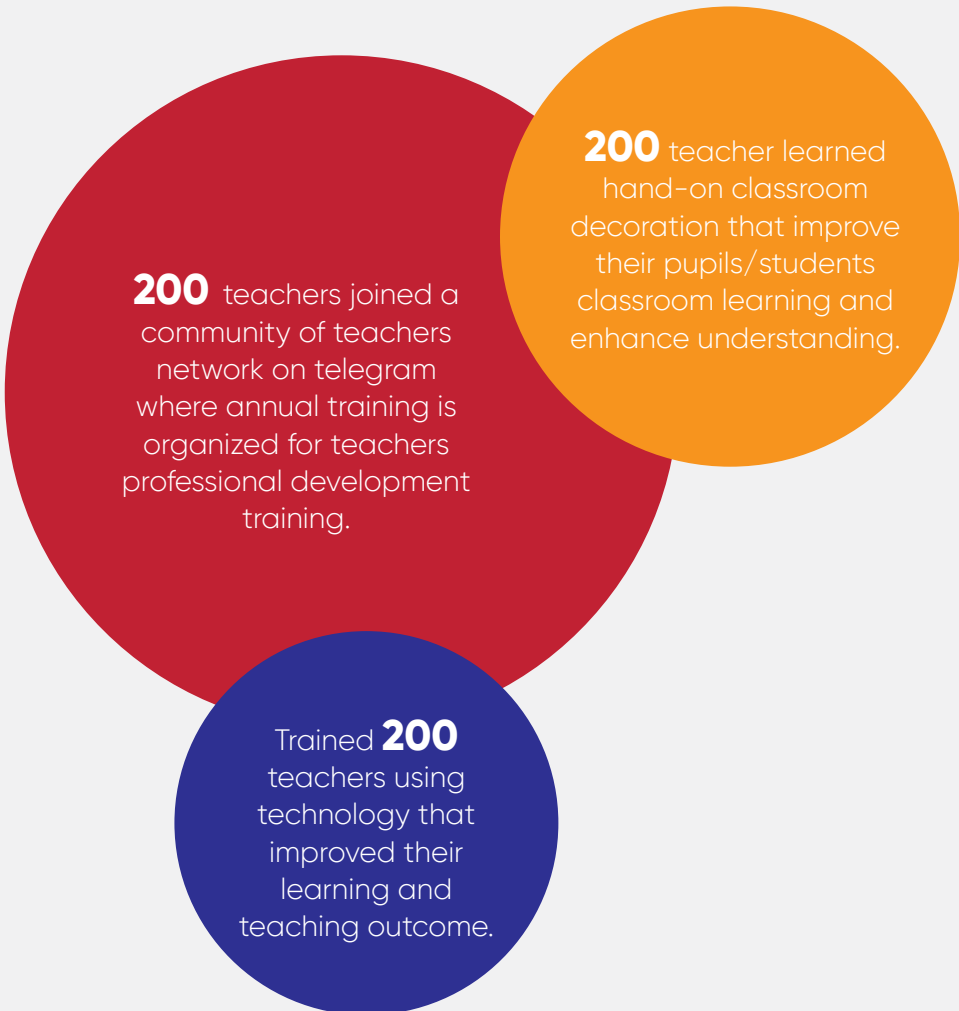 200 teachers joined a
community of teachers
network on telegram
where annual training is
organized for teachers
professional development
training.
200 teacher learned
hand-on classroom
decoration that improve
their pupils/students
classroom learning and
enhance understanding.
Trained 200
teachers using
technology that
improved their
learning and
teaching outcome.